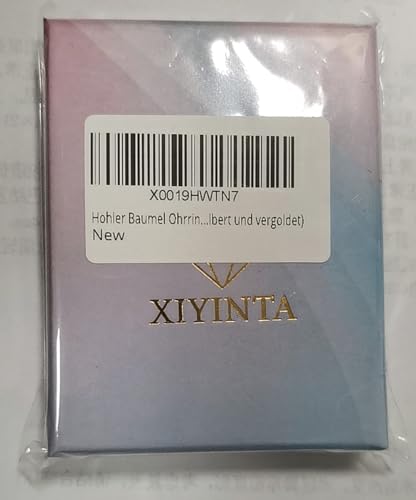 X0019HWTN7
Hohler Baumel Ohrrin...lbert und vergoldet)
New
XIYINTA